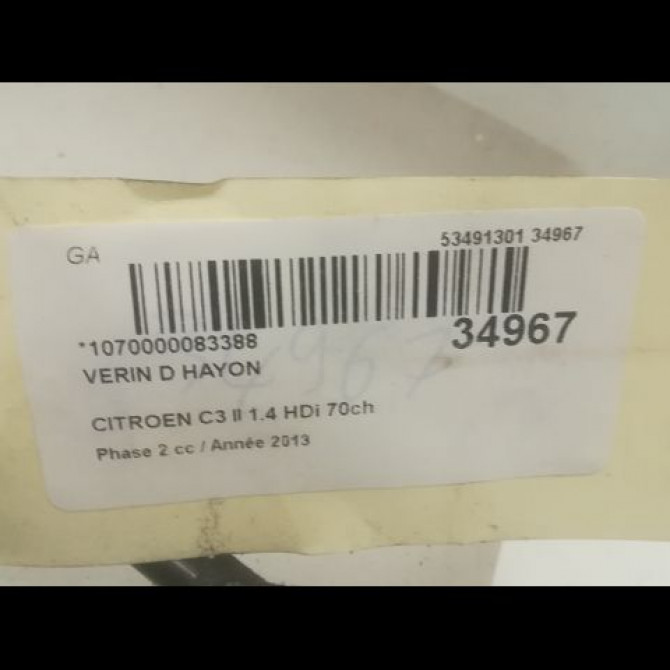 GA
53491301 34967
*1070000083388
34967
VERIN D HAYON
4967
CITROEN C3 II 1.4 HDi 70ch
Phase 2 cc / Année 2013